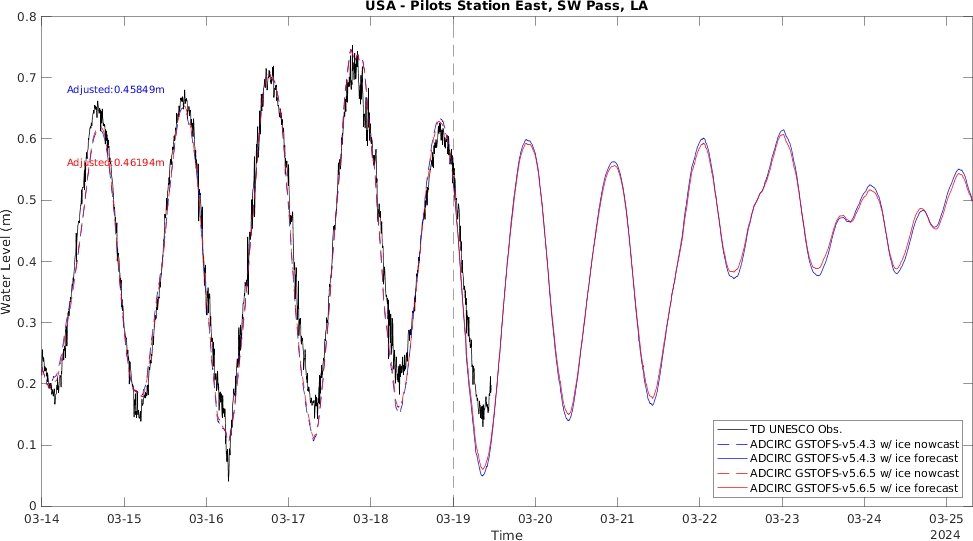 USA - Pilots Station East, SW Pass, LA
0.8
0.7
0.6
0.5
0.4
0.3
0.2
0.1
0
Water Level (m)
Adjusted:0.45849m
Adjusted:0.46194m
TD UNESCO Obs.
ADCIRC GSTOFS-v5.4.3 w/ ice nowcast
ADCIRC GSTOFS-v5.4.3 w/ ice forecast
ADCIRC GSTOFS-v5.6.5 w/ ice nowcast
ADCIRC GSTOFS-v5.6.5 w/ ice forecast
03-14 03-15 03-16 03-17 03-18 03-19 03-20 03-21 03-22 03-23 03-24 03-25
Time
2024